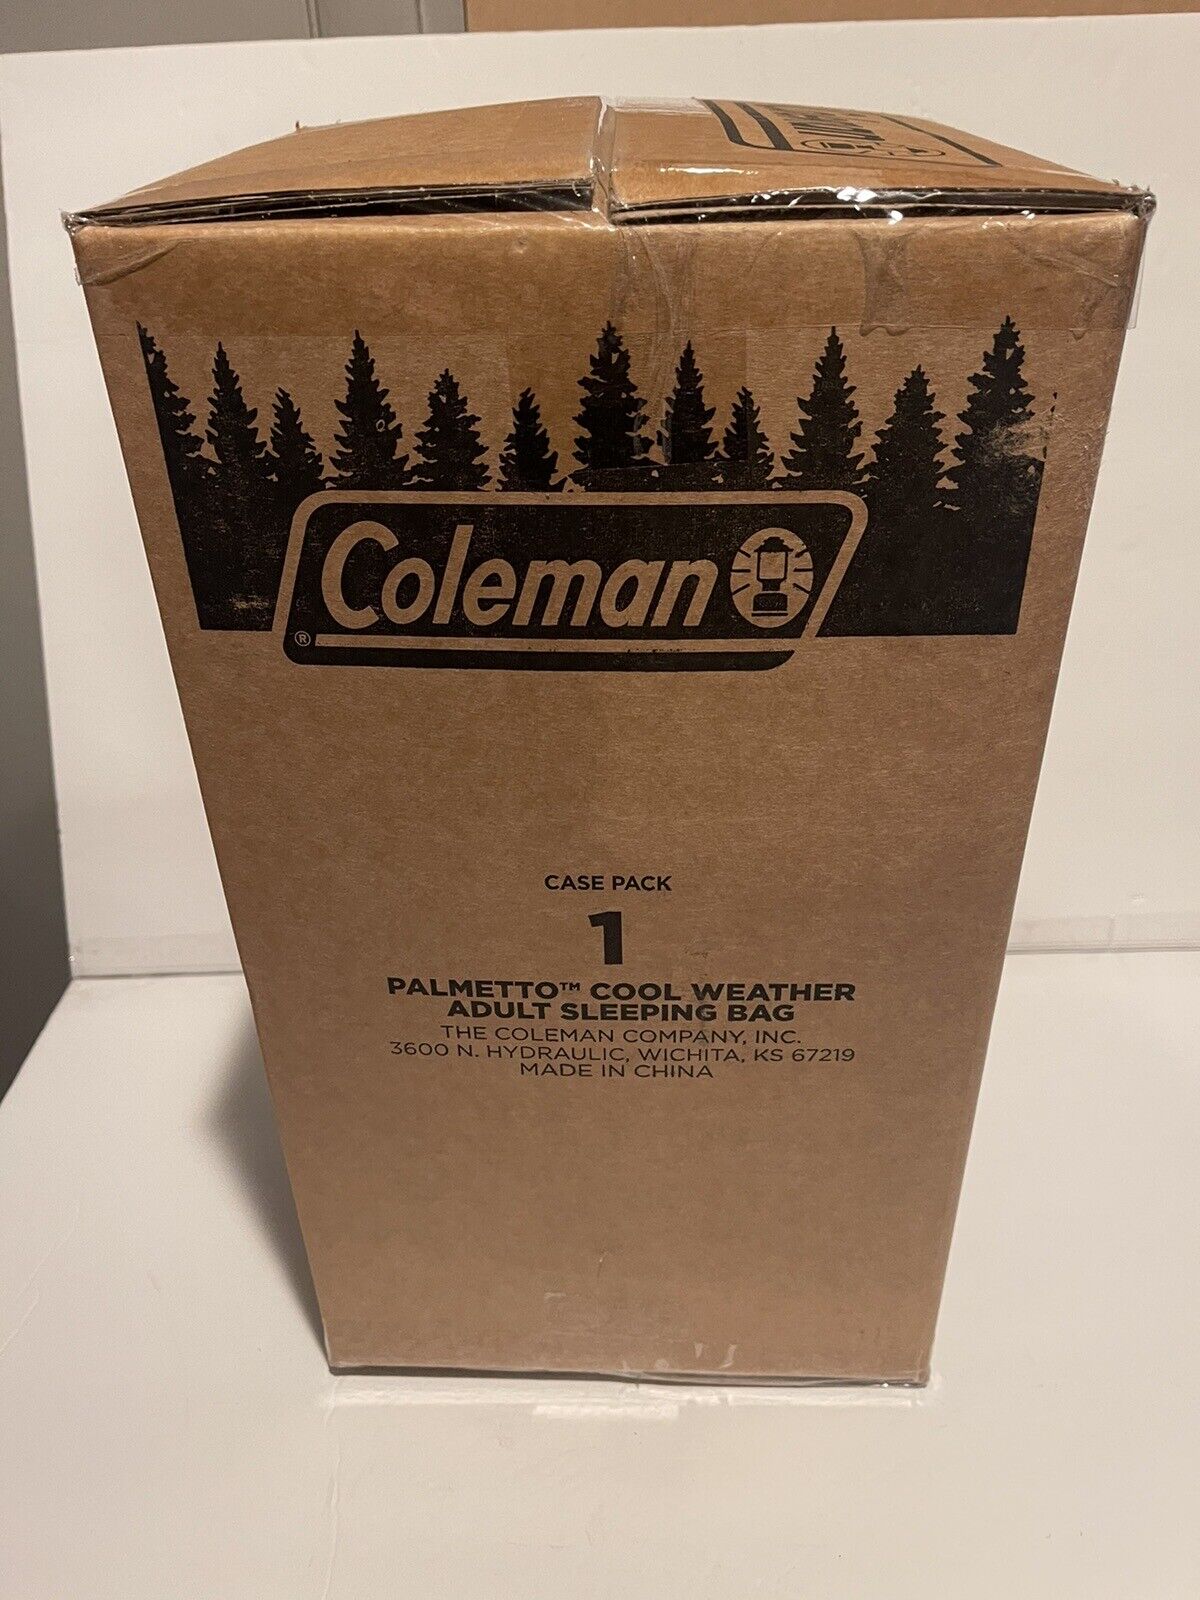 Coleman
Coleman
®
CASE PACK
1
PALMETTO™ COOL WEATHER
ADULT SLEEPING BAG
THE COLEMAN COMPANY, INC.
3600 N. HYDRAULIC, WICHITA, KS 67219
MADE IN CHINA